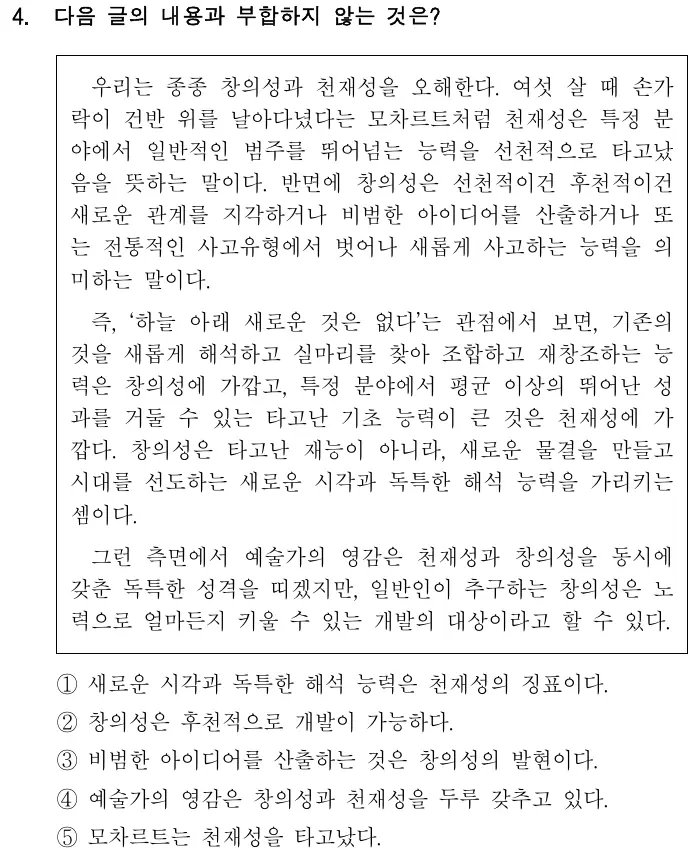 4. 다음 글의 내용과 부합하지 않는 것은?
우리는 종종 창의성과 천재성을 오해한다. 여섯 살 때 손가
락이 건반 위를 날아다녔다는 모차르트처럼 천재성은 특정 분
야에서 일반적인 범주를 뛰어넘는 능력을 선천적으로 타고났
음을 뜻하는 말이다. 반면에 창의성은 선천적이건 후천적이건
새로운 관계를 지각하거나 비범한 아이디어를 산출하거나 또
는 전통적인 사고유형에서 벗어나 새롭게 사고하는 능력을 의
미하는 말이다.
즉, ‘하늘 아래 새로운 것은 없다’는 관점에서 보면, 기존의
것을 새롭게 해석하고 실마리를 찾아 조합하고 재창조하는 능
력은 창의성에 가깝고, 특정 분야에서 평균 이상의 뛰어난 성
과를 거둘 수 있는 타고난 기초 능력이 큰 것은 천재성에 가
깝다. 창의성은 타고난 재능이 아니라, 새로운 물결을 만들고
시대를 선도하는 새로운 시각과 독특한 해석 능력을 가리키는
셈이다.
그런 측면에서 예술가의 영감은 천재성과 창의성을 동시에
갖춘 독특한 성격을 띠겠지만, 일반인이 추구하는 창의성은 노
력으로 얼마든지 키울 수 있는 개발의 대상이라고 할 수 있다.
① 새로운 시각과 독특한 해석 능력은 천재성의 징표이다.
② 창의성은 후천적으로 개발이 가능하다.
③ 비범한 아이디어를 산출하는 것은 창의성의 발현이다.
④ 예술가의 영감은 창의성과 천재성을 두루 갖추고 있다.
⑤ 모차르트는 천재성을 타고났다.